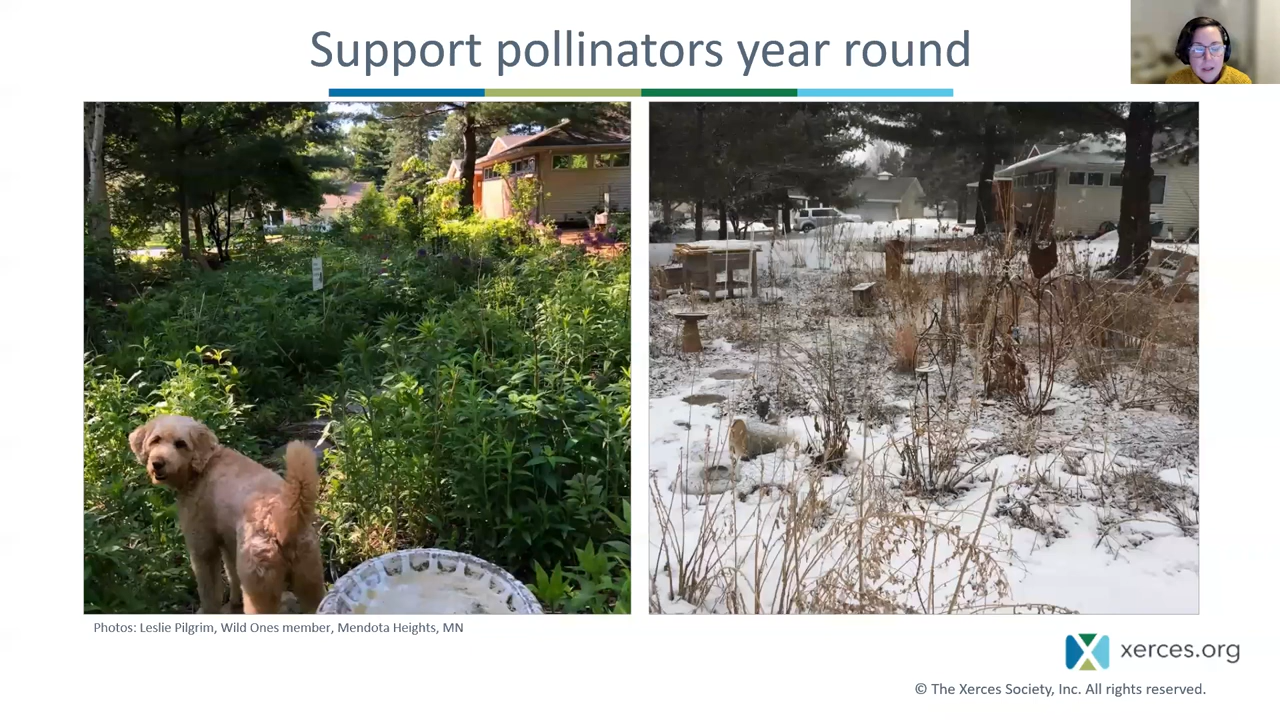 Support pollinators year round
Photos: Leslie Pilgrim, Wild Ones member, Mendota Heights, MN
xerces.org
© The Xerces Society, Inc. All rights reserved.